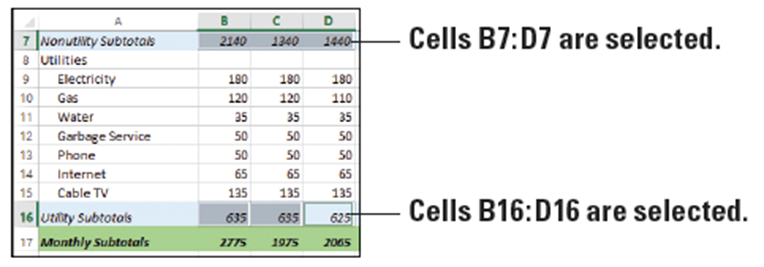 A B C D
7 Nonutility Subtotals 2140 1340 1440
Cells B7:D7 are selected.
8 Utilities
9 Electricity 180 180 180
10 Gas 120 120 110
11 Water 35 35 35
12 Garbage Service 50 50 50
13 Phone 50 50 50
14 Internet 65 65 65
15 Cable TV 135 135 135
16 Utility Subtotals 635 635 625
Cells B16:D16 are selected.
17 Monthly Subtotals 2775 1975 2065